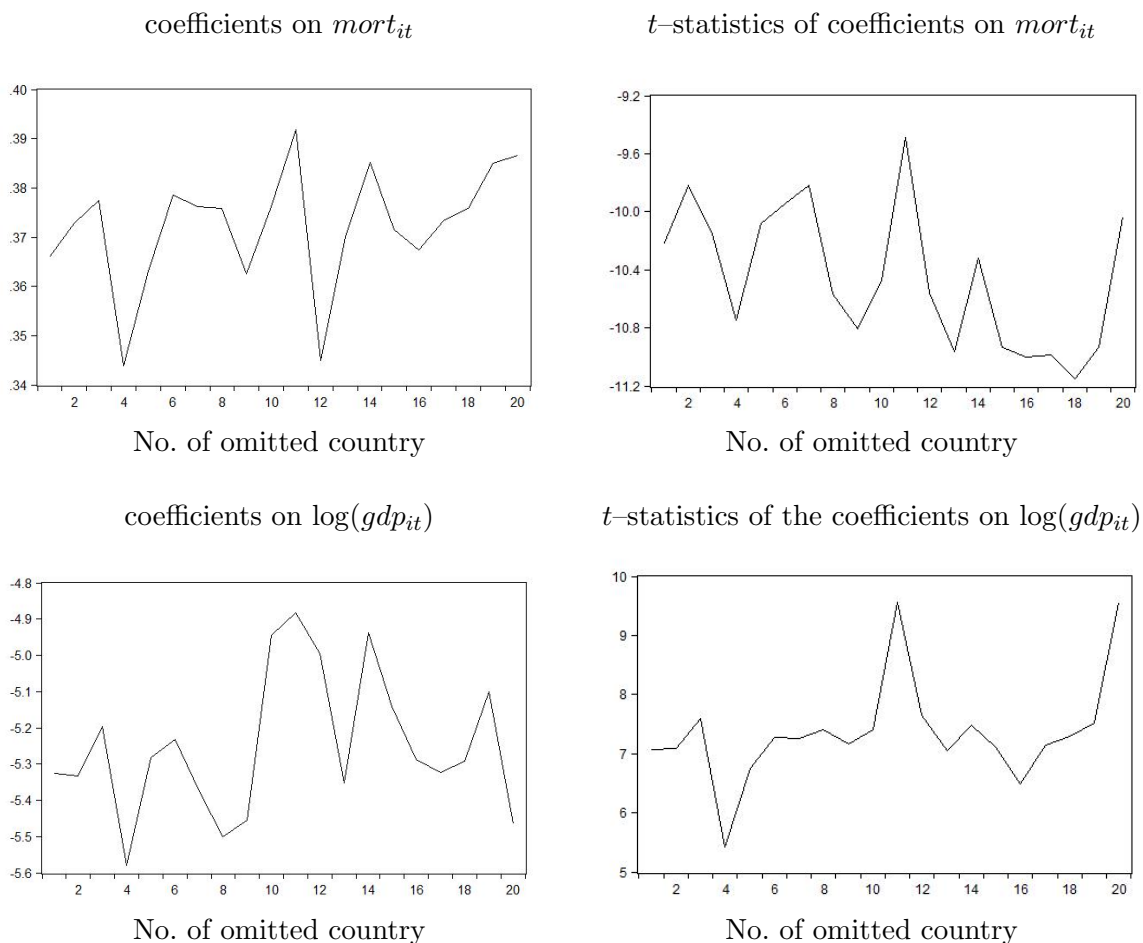 coefficients on mort_it
t–statistics of coefficients on mort_it
.40
.39
.38
.37
.36
.35
.34
2 4 6 8 10 12 14 16 18 20
No. of omitted country
-9.2
-9.6
-10.0
-10.4
-10.8
-11.2
2 4 6 8 10 12 14 16 18 20
No. of omitted country
coefficients on log(gdp_it)
t–statistics of the coefficients on log(gdp_it)
-4.8
-4.9
-5.0
-5.1
-5.2
-5.3
-5.4
-5.5
-5.6
2 4 6 8 10 12 14 16 18 20
No. of omitted country
10
9
8
7
6
5
2 4 6 8 10 12 14 16 18 20
No. of omitted country